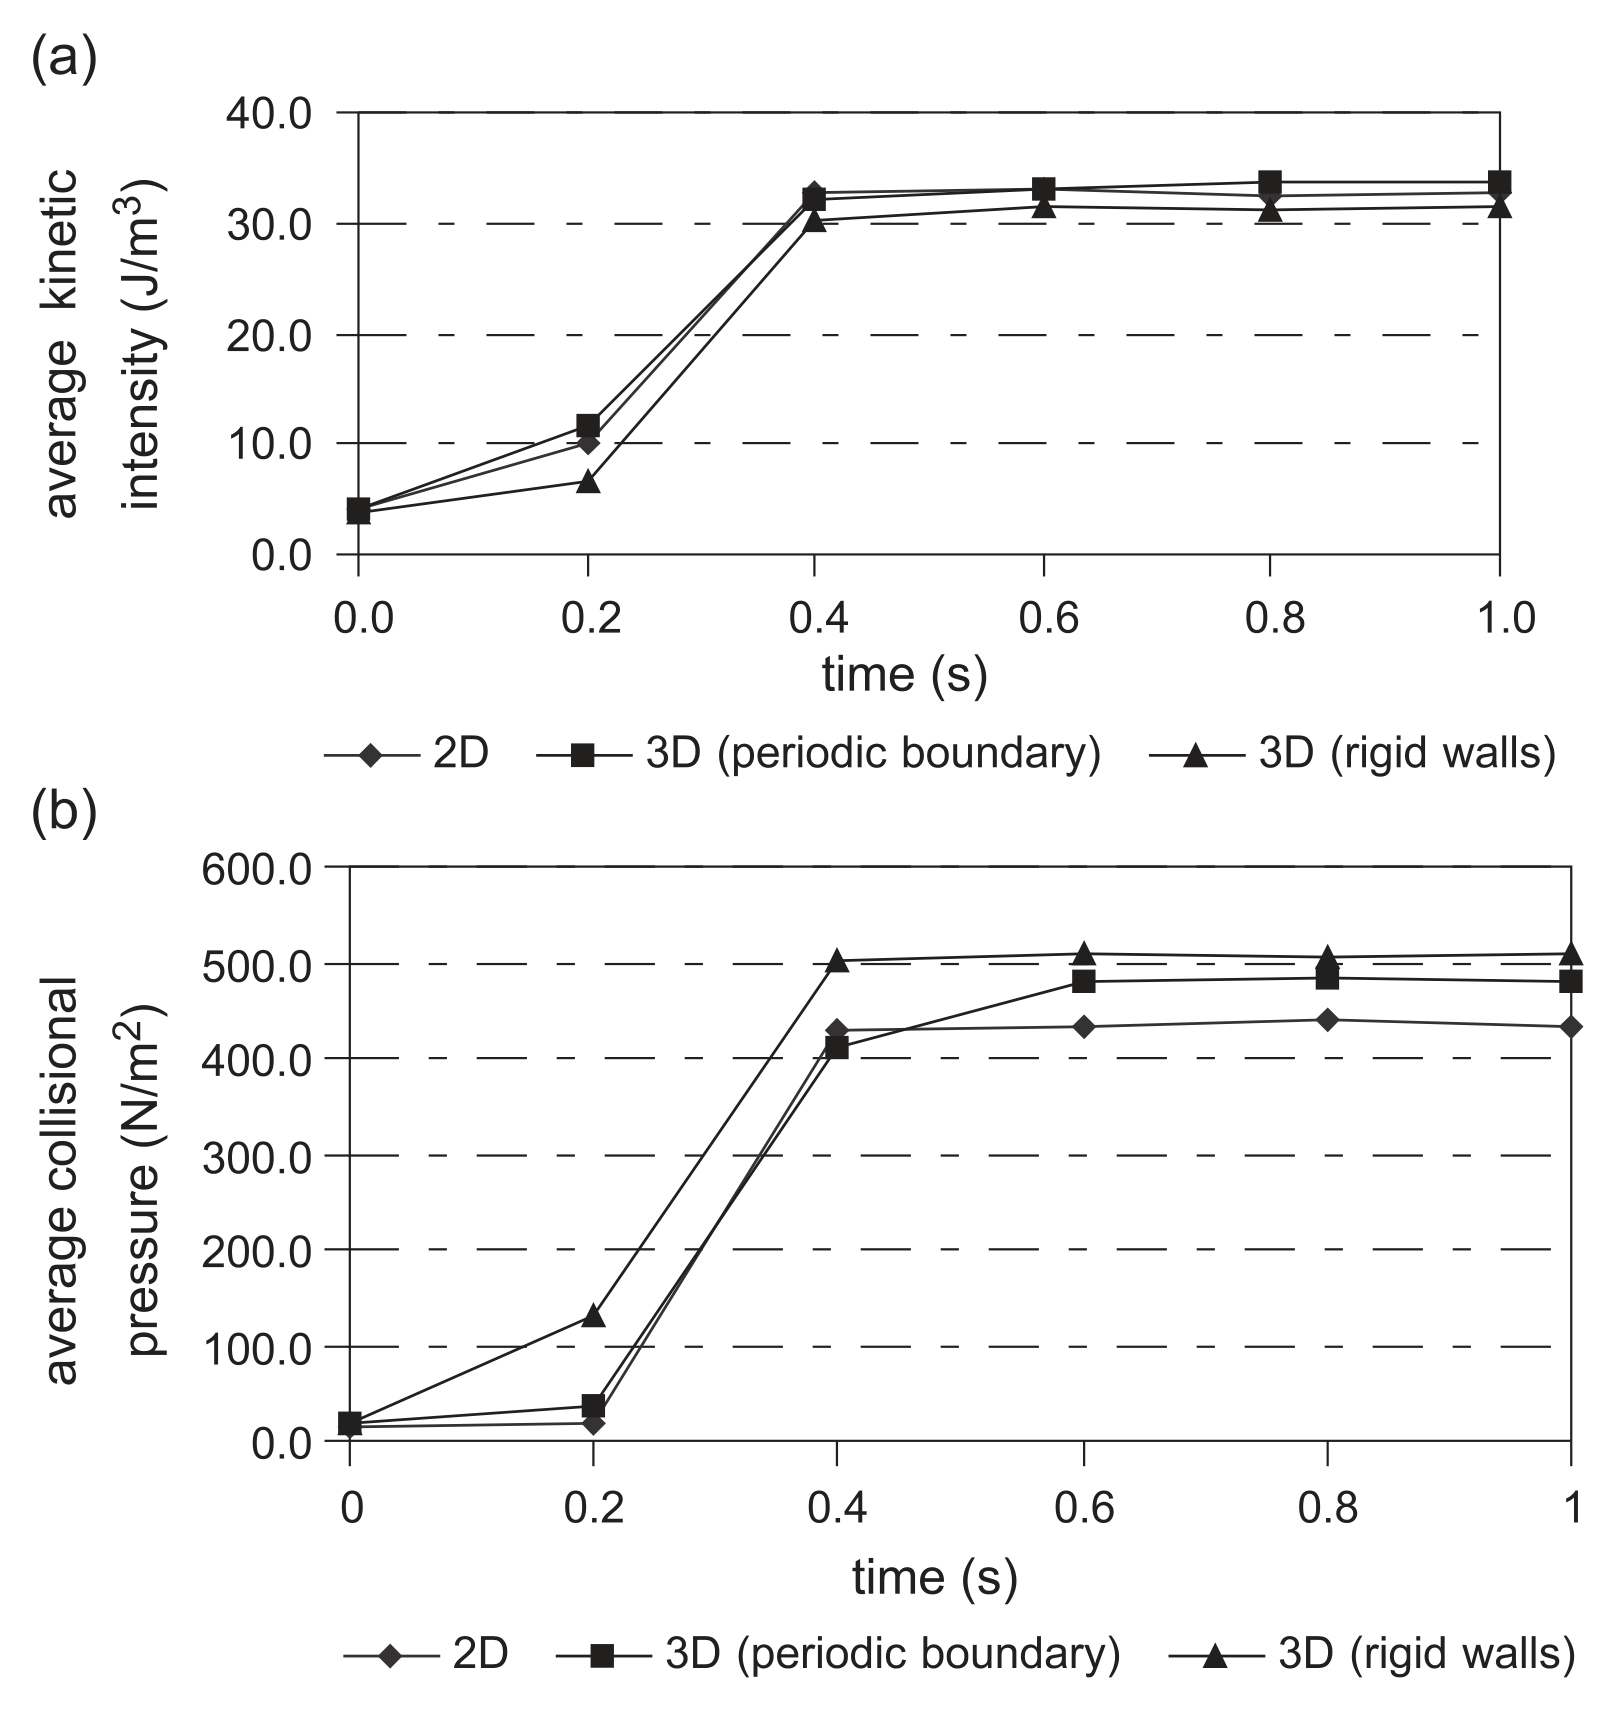 (a)
average kinetic
intensity (J/m³)
40.0
30.0
20.0
10.0
0.0
0.0 0.2 0.4 0.6 0.8 1.0
time (s)
2D 3D (periodic boundary) 3D (rigid walls)
(b)
average collisional
pressure (N/m²)
600.0
500.0
400.0
300.0
200.0
100.0
0.0
0 0.2 0.4 0.6 0.8 1
time (s)
2D 3D (periodic boundary) 3D (rigid walls)